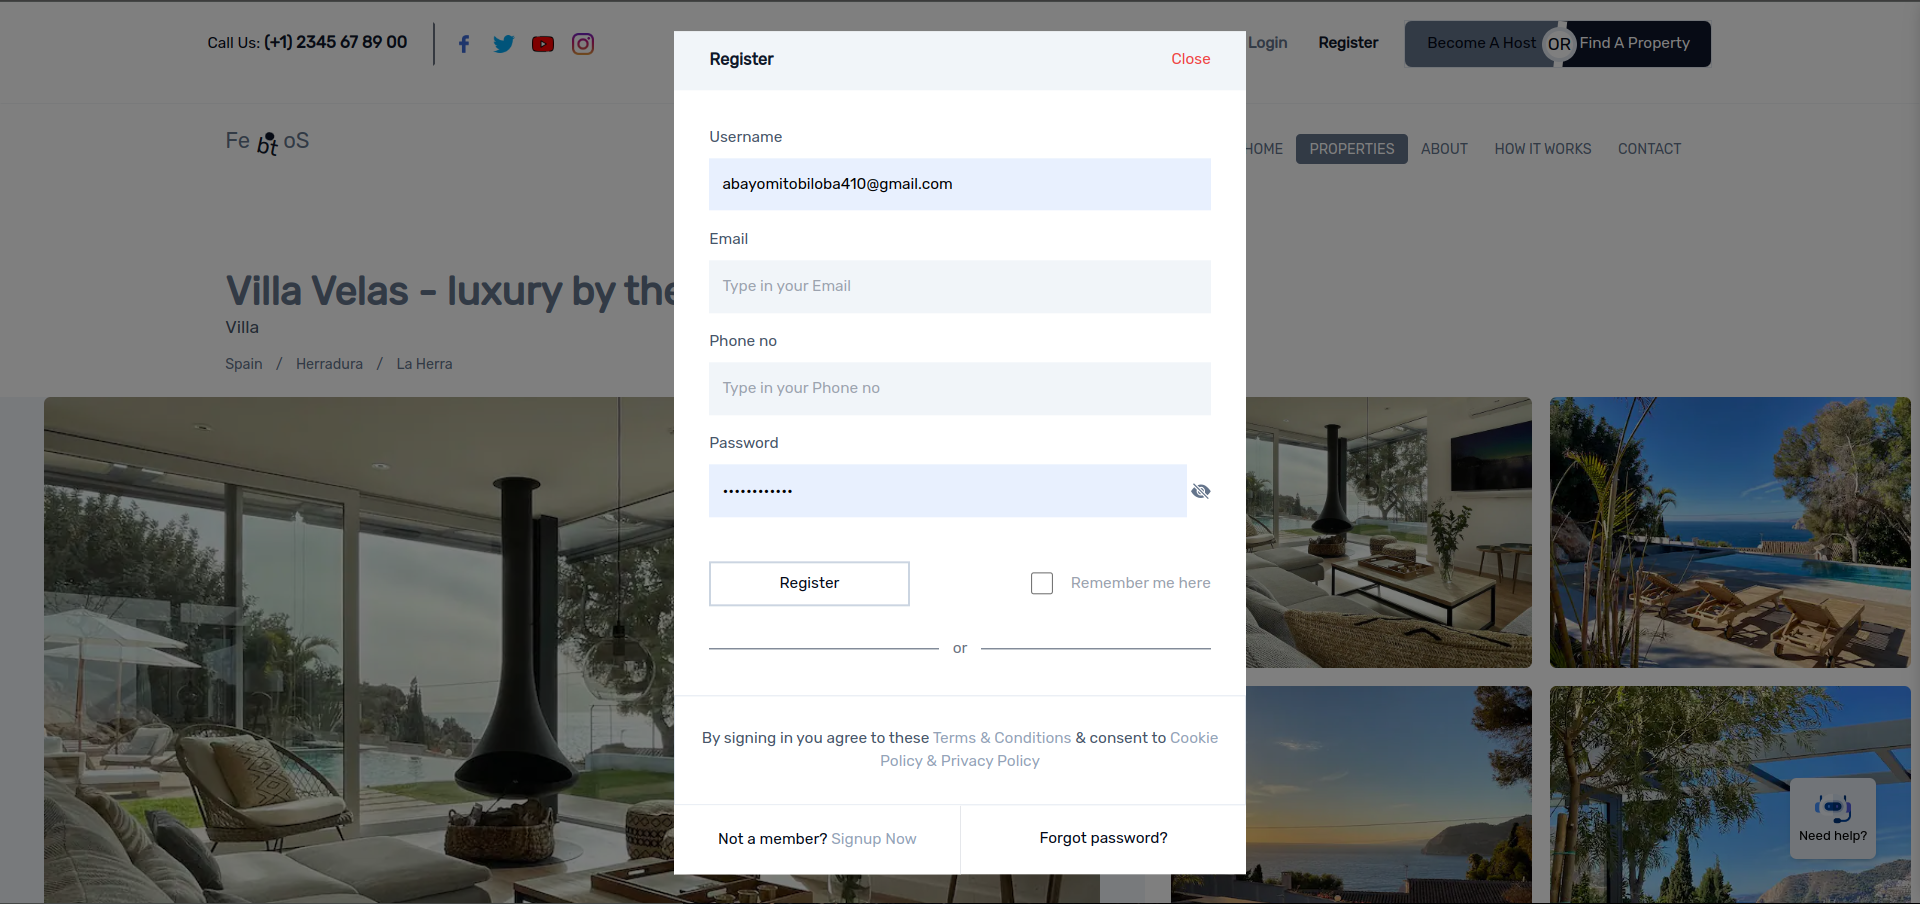 Call Us: (+1) 2345 67 89 00
Login
Register
Become A Host
OR
Find A Property
Fe bt oS
HOME
PROPERTIES
ABOUT
HOW IT WORKS
CONTACT
Villa Velas - luxury by the
Villa
Spain / Herradura / La Herra
Register
Close
Username
abayomitobiloba410@gmail.com
Email
Type in your Email
Phone no
Type in your Phone no
Password
••••••••••••
Register
Remember me here
or
By signing in you agree to these Terms & Conditions & consent to Cookie
Policy & Privacy Policy
Not a member? Signup Now
Forgot password?
Need help?